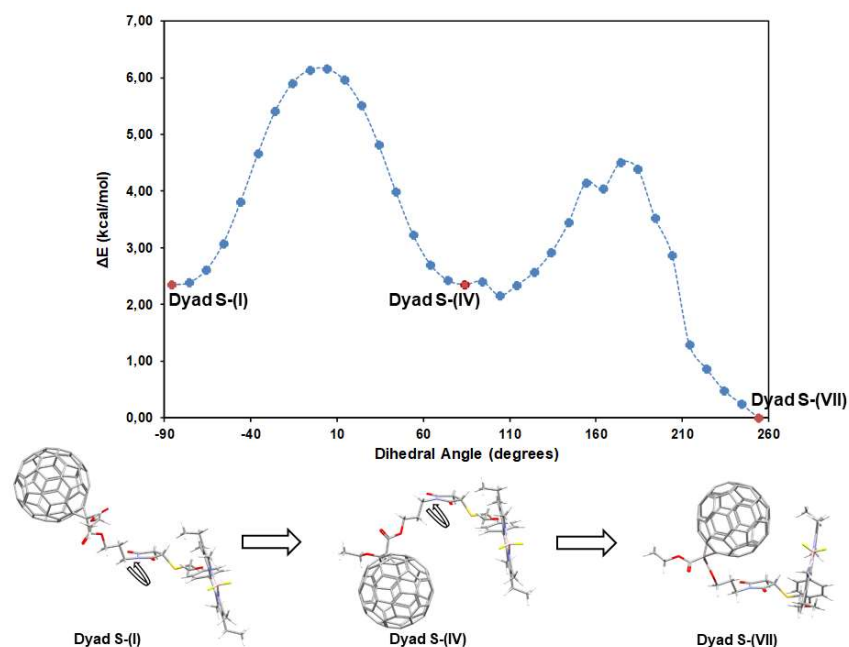 7,00
6,00
5,00
4,00
3,00
2,00
1,00
0,00
ΔE (kcal/mol)
Dyad S-(I)
Dyad S-(IV)
Dyad S-(VII)
-90 -40 10 60 110 160 210 260
Dihedral Angle (degrees)
Dyad S-(I) Dyad S-(IV) Dyad S-(VII)